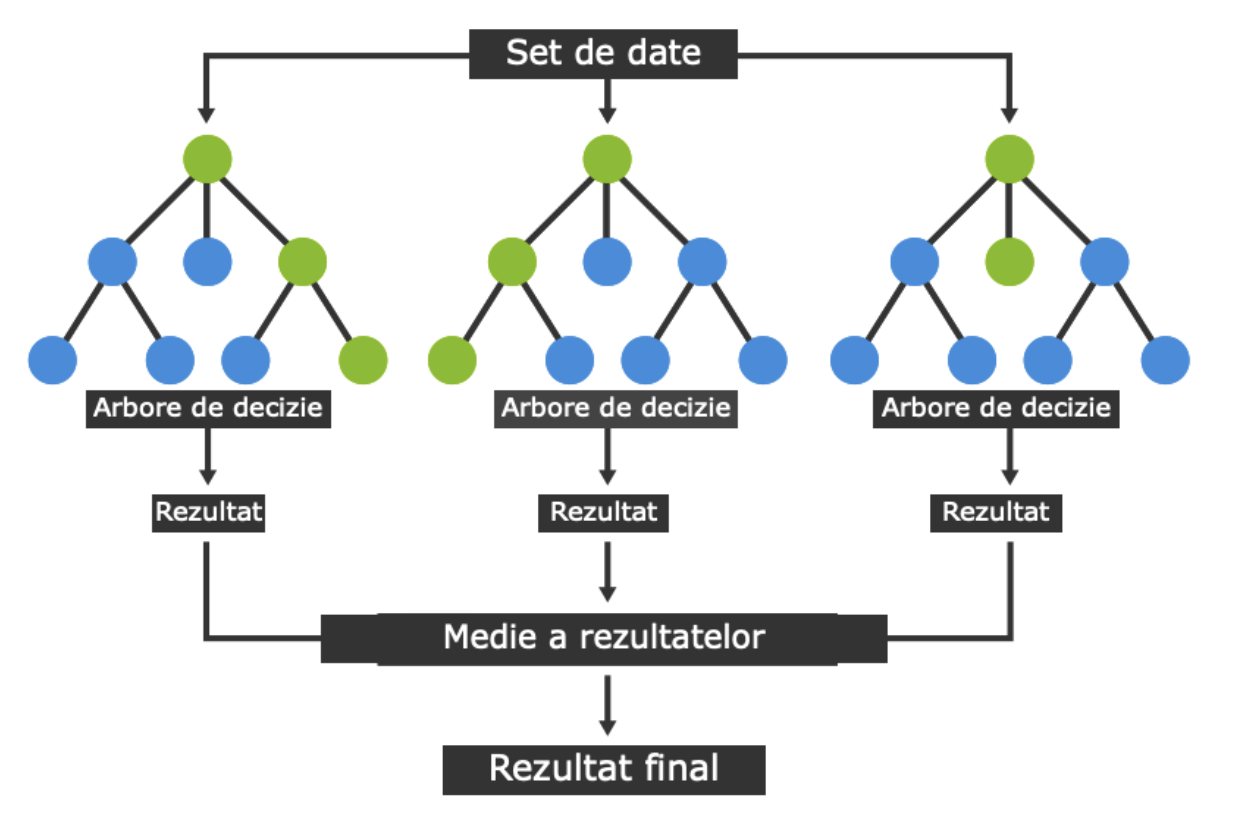 Set de date
Arbore de decizie
Arbore de decizie
Arbore de decizie
Rezultat
Rezultat
Rezultat
Medie a rezultatelor
Rezultat final